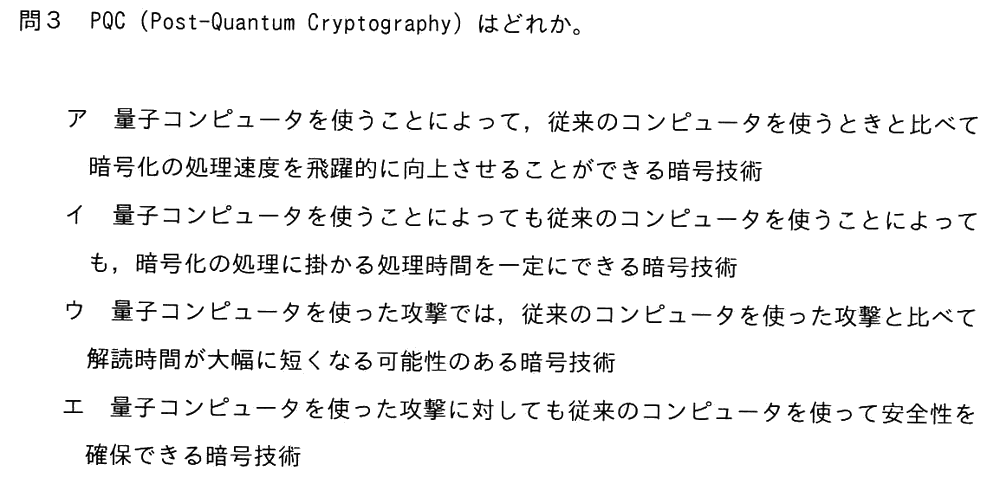 問３　PQC (Post-Quantum Cryptography) はどれか。
ア　量子コンピュータを使うことによって，従来のコンピュータを使うときと比べて
暗号化の処理速度を飛躍的に向上させることができる暗号技術
イ　量子コンピュータを使うことによっても従来のコンピュータを使うことによって
も，暗号化の処理に掛かる処理時間を一定にできる暗号技術
ウ　量子コンピュータを使った攻撃では，従来のコンピュータを使った攻撃と比べて
解読時間が大幅に短くなる可能性のある暗号技術
エ　量子コンピュータを使った攻撃に対しても従来のコンピュータを使って安全性を
確保できる暗号技術